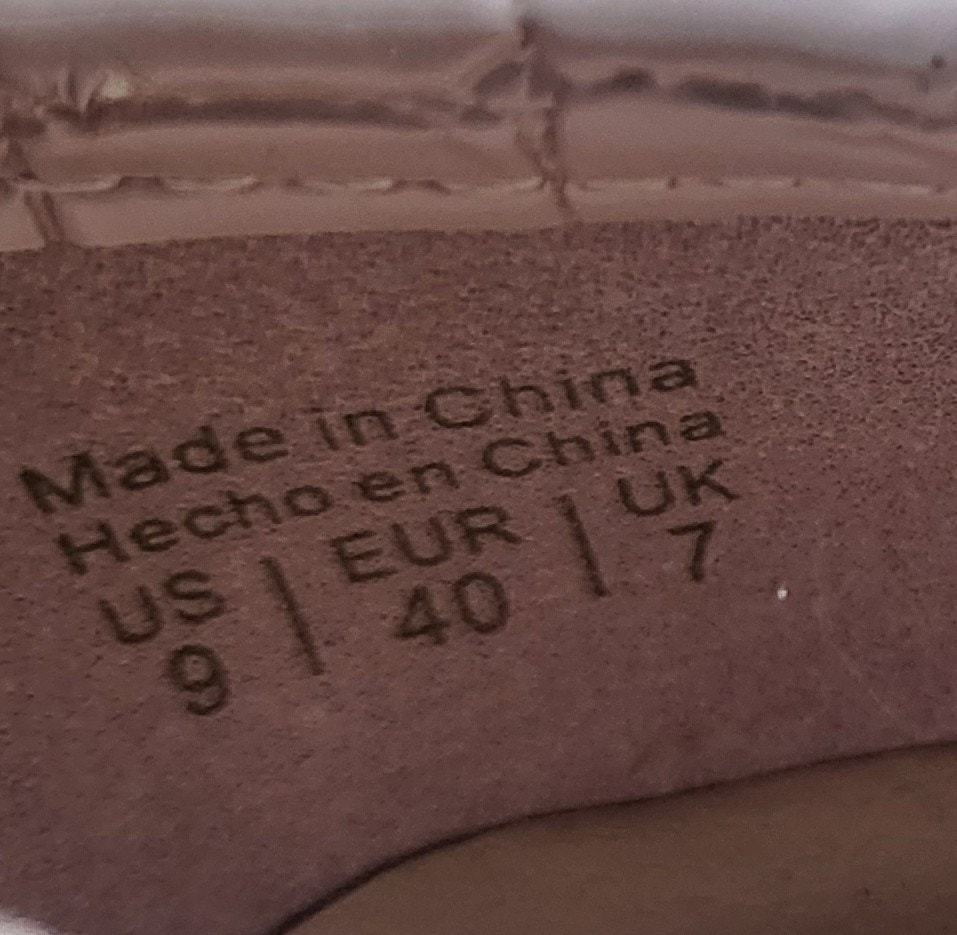 Made in China
Hecho en China
US | EUR | UK
9 | 40 | 7